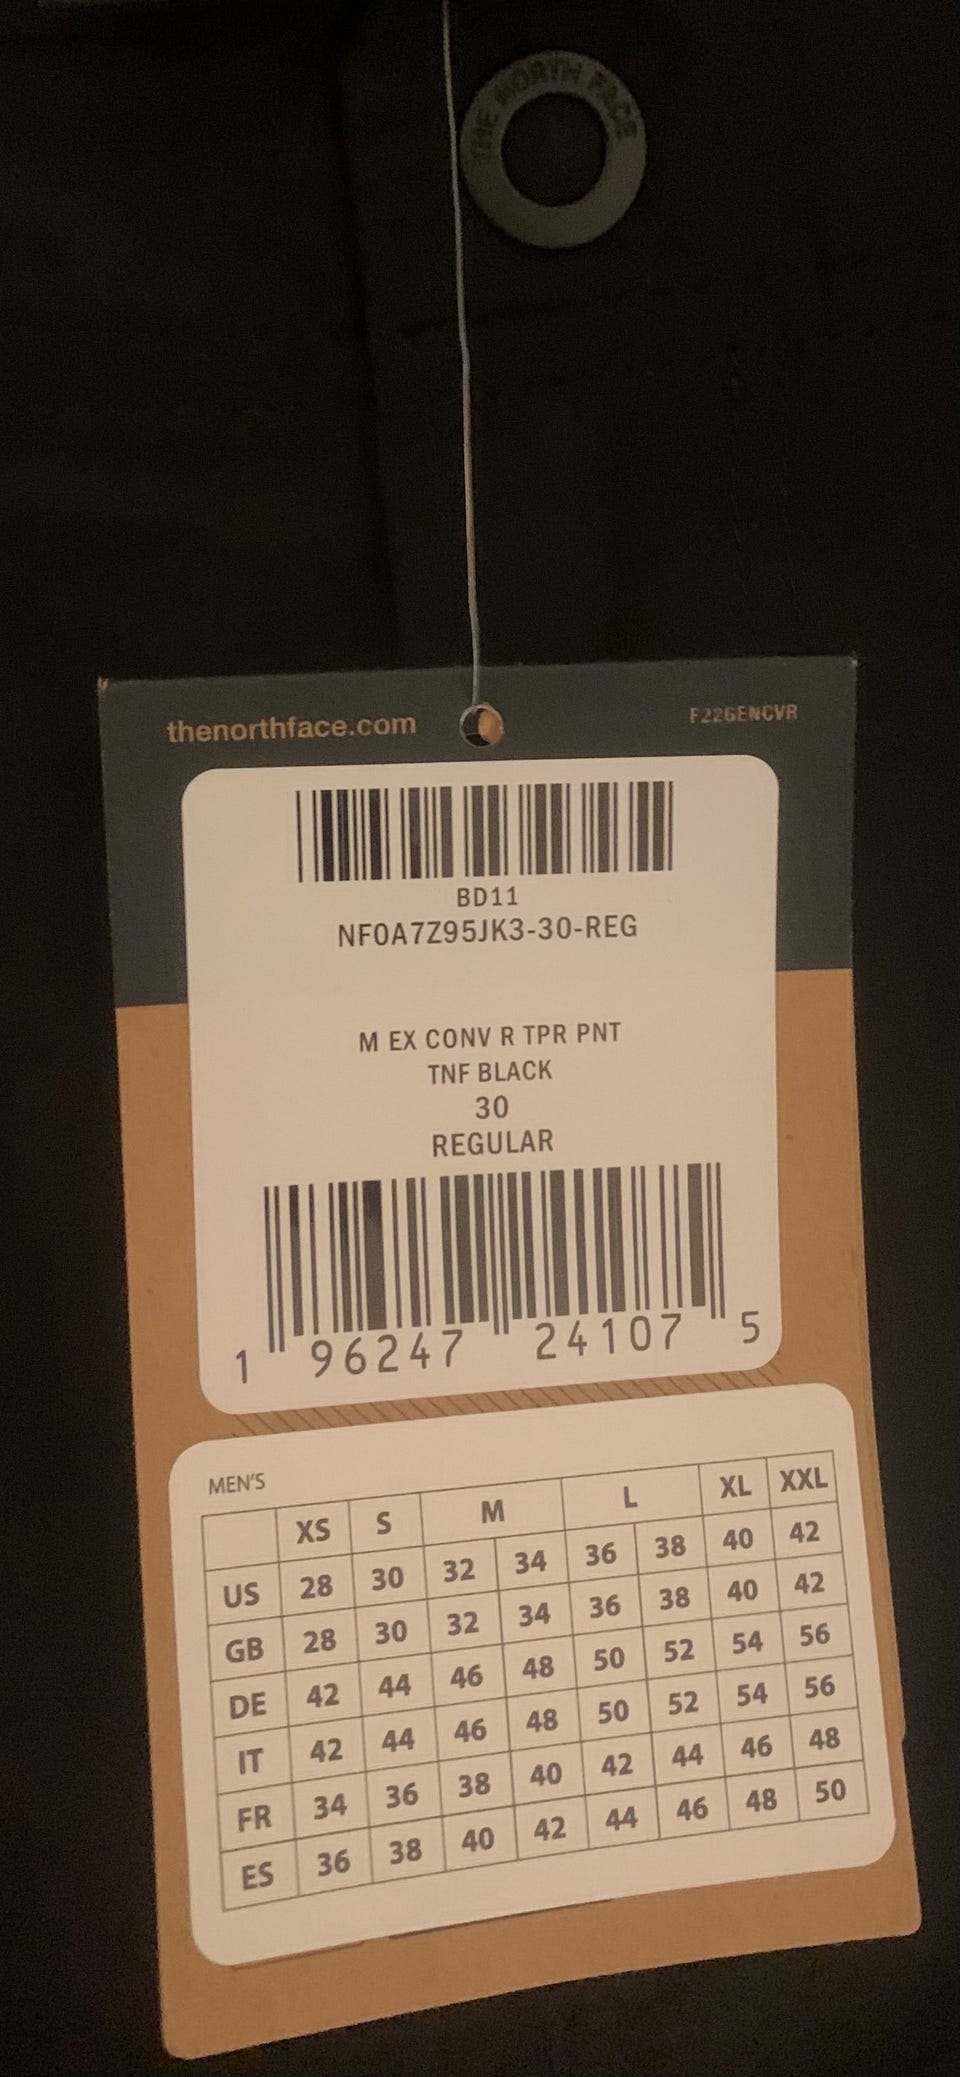 THE NORTH FACE
thenorthface.com
F226ENCVR
BD11
NF0A7Z95JK3-30-REG
M EX CONV R TPR PNT
TNF BLACK
30
REGULAR
1 96247 24107 5
MEN'S
XS S M L XL XXL
US 28 30 32 34 36 38 40 42
GB 28 30 32 34 36 38 40 42
DE 42 44 46 48 50 52 54 56
IT 42 44 46 48 50 52 54 56
FR 34 36 38 40 42 44 46 48
ES 36 38 40 42 44 46 48 50